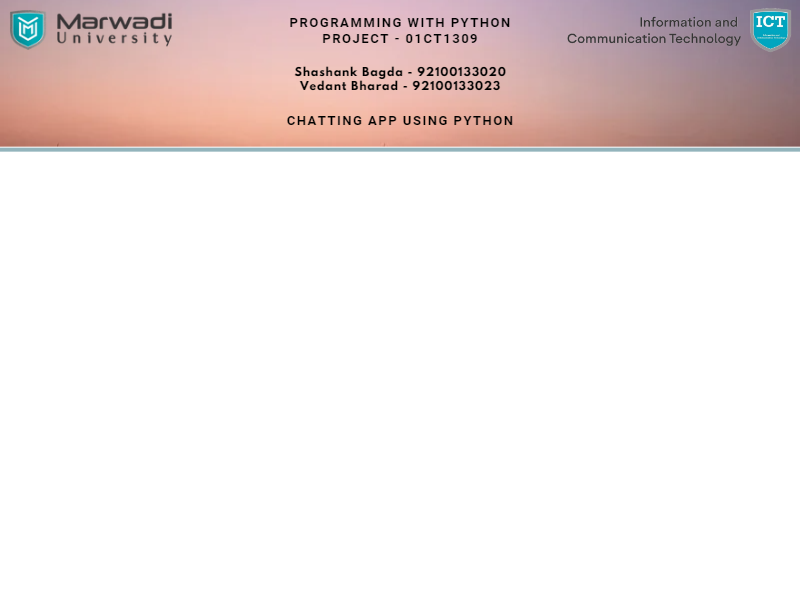 Marwadi
University
PROGRAMMING WITH PYTHON
PROJECT - 01CT1309
Shashank Bagda - 92100133020
Vedant Bharad - 92100133023
CHATTING APP USING PYTHON
Information and
Communication Technology
ICT